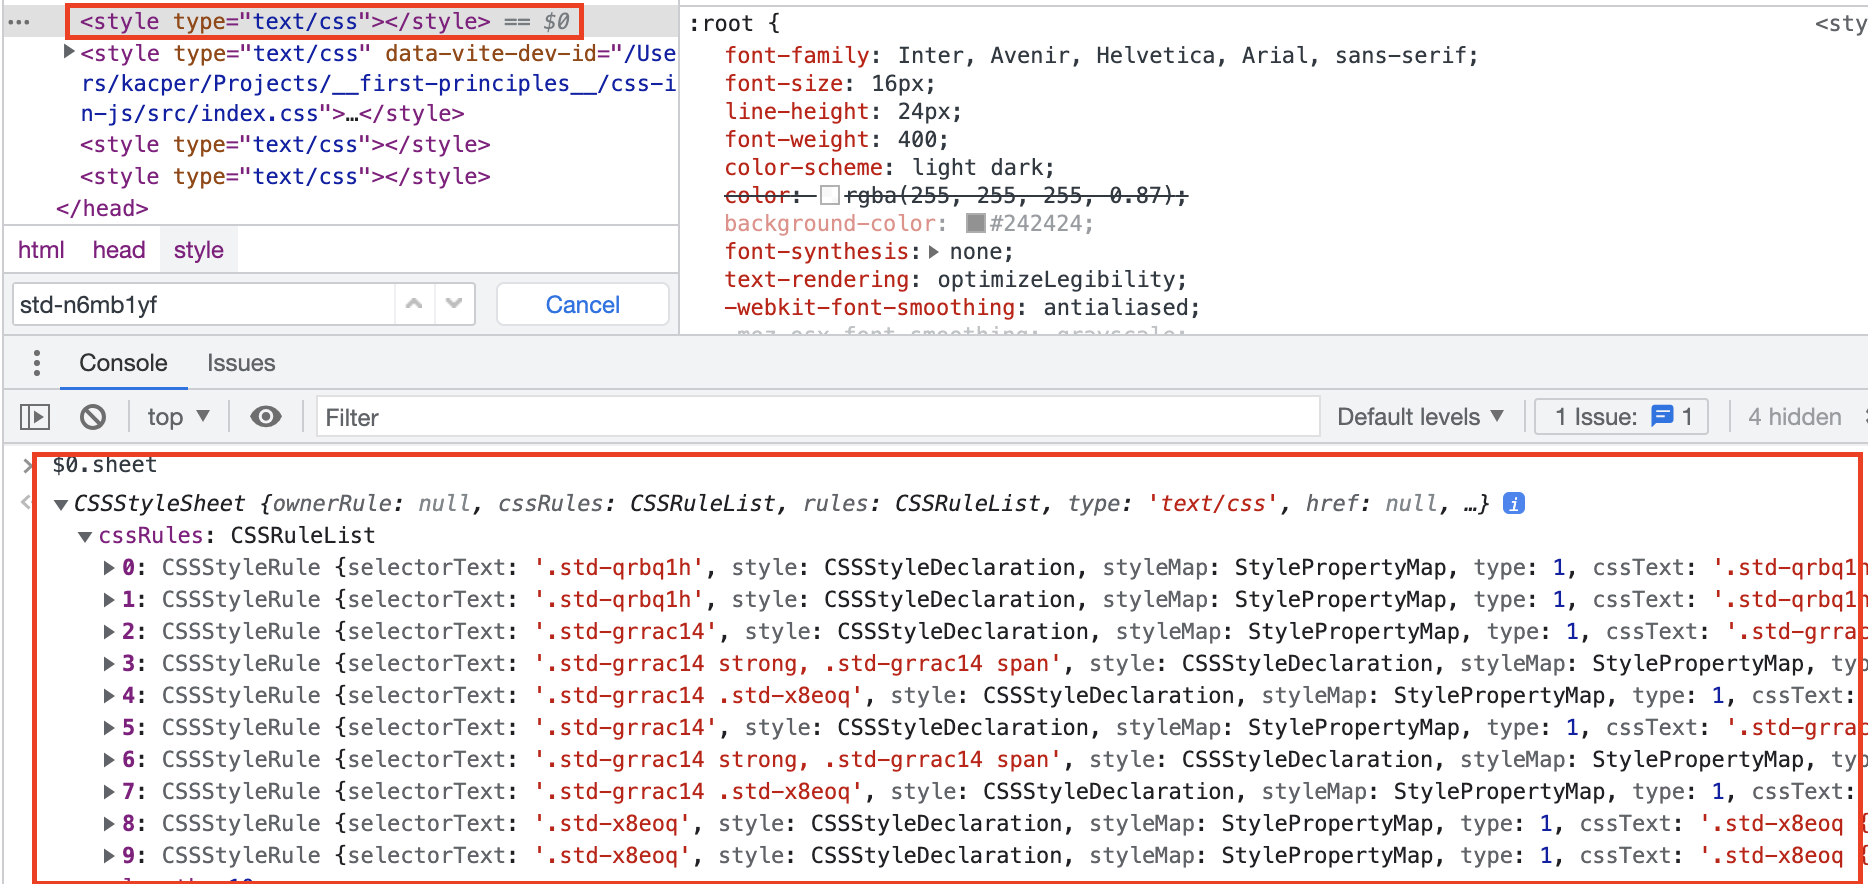 <style type="text/css"></style> == $0
<style type="text/css" data-vite-dev-id="/Use
rs/kacper/Projects/__first-principles__/css-i
n-js/src/index.css">…</style>
<style type="text/css"></style>
<style type="text/css"></style>
</head>
html head style
std-n6mb1yf Cancel
:root { <sty
font-family: Inter, Avenir, Helvetica, Arial, sans-serif;
font-size: 16px;
line-height: 24px;
font-weight: 400;
color-scheme: light dark;
color: rgba(255, 255, 255, 0.87);
background-color: #242424;
font-synthesis: none;
text-rendering: optimizeLegibility;
-webkit-font-smoothing: antialiased;
-moz-osx-font-smoothing: grayscale;
Console Issues
top ▼ Filter Default levels ▼ 1 Issue: 1 4 hidden
> $0.sheet
▼CSSStyleSheet {ownerRule: null, cssRules: CSSRuleList, rules: CSSRuleList, type: 'text/css', href: null, …} i
▼cssRules: CSSRuleList
▶0: CSSStyleRule {selectorText: '.std-qrbq1h', style: CSSStyleDeclaration, styleMap: StylePropertyMap, type: 1, cssText: '.std-qrbq1h
▶1: CSSStyleRule {selectorText: '.std-qrbq1h', style: CSSStyleDeclaration, styleMap: StylePropertyMap, type: 1, cssText: '.std-qrbq1h
▶2: CSSStyleRule {selectorText: '.std-grrac14', style: CSSStyleDeclaration, styleMap: StylePropertyMap, type: 1, cssText: '.std-grrac
▶3: CSSStyleRule {selectorText: '.std-grrac14 strong, .std-grrac14 span', style: CSSStyleDeclaration, styleMap: StylePropertyMap, typ
▶4: CSSStyleRule {selectorText: '.std-grrac14 .std-x8eoq', style: CSSStyleDeclaration, styleMap: StylePropertyMap, type: 1, cssText:
▶5: CSSStyleRule {selectorText: '.std-grrac14', style: CSSStyleDeclaration, styleMap: StylePropertyMap, type: 1, cssText: '.std-grrac
▶6: CSSStyleRule {selectorText: '.std-grrac14 strong, .std-grrac14 span', style: CSSStyleDeclaration, styleMap: StylePropertyMap, typ
▶7: CSSStyleRule {selectorText: '.std-grrac14 .std-x8eoq', style: CSSStyleDeclaration, styleMap: StylePropertyMap, type: 1, cssText:
▶8: CSSStyleRule {selectorText: '.std-x8eoq', style: CSSStyleDeclaration, styleMap: StylePropertyMap, type: 1, cssText: '.std-x8eoq {
▶9: CSSStyleRule {selectorText: '.std-x8eoq', style: CSSStyleDeclaration, styleMap: StylePropertyMap, type: 1, cssText: '.std-x8eoq {